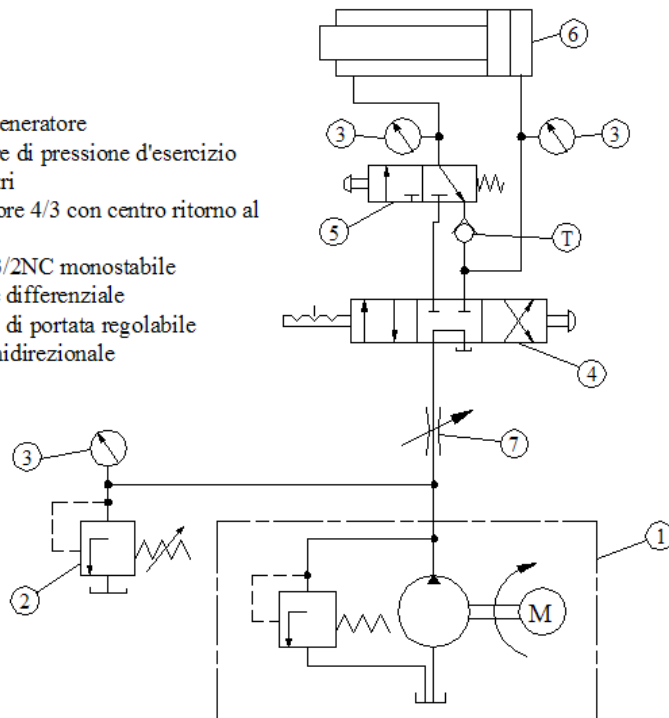 6
eneratore
3
3
e di pressione d'esercizio
ri
ore 4/3 con centro ritorno al
5
T
3/2NC monostabile
e differenziale
di portata regolabile
nidirezionale
4
7
3
1
2
M